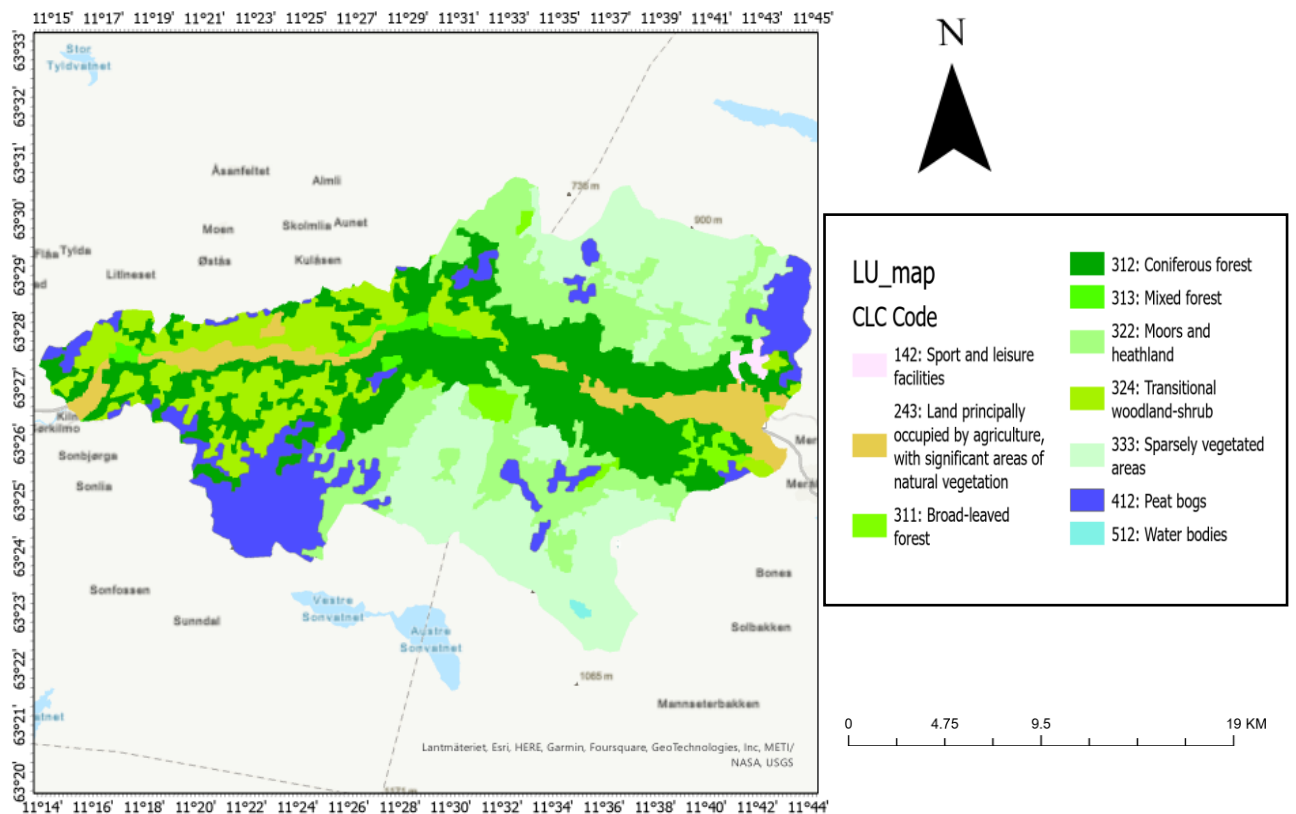 11°15' 11°17' 11°19' 11°21' 11°23' 11°25' 11°27' 11°29' 11°31' 11°33' 11°35' 11°37' 11°39' 11°41' 11°43' 11°45'
63°33'
63°32'
63°31'
63°30'
63°29'
63°28'
63°27'
63°26'
63°25'
63°24'
63°23'
63°22'
63°21'
63°20'
Stor
Tyldvatnet
Åsanfeltet
Almli
736 m
Moen
Skolmlia
Aunet
900 m
Flåa
Tylda
Østås
Kulåsen
Litlneset
ad
Sonbjørga
Sonlia
Sonfossen
Sunndal
Vestre
Sonvatnet
Austre
Sonvatnet
Bones
Solbakken
1065 m
Mannseterbakken
Lantmäteriet, Esri, HERE, Garmin, Foursquare, GeoTechnologies, Inc, METI/
NASA, USGS
11°14' 11°16' 11°18' 11°20' 11°22' 11°24' 11°26' 11°28' 11°30' 11°32' 11°34' 11°36' 11°38' 11°40' 11°42' 11°44'
N
LU_map
CLC Code
142: Sport and leisure
facilities
243: Land principally
occupied by agriculture,
with significant areas of
natural vegetation
311: Broad-leaved
forest
312: Coniferous forest
313: Mixed forest
322: Moors and
heathland
324: Transitional
woodland-shrub
333: Sparsely vegetated
areas
412: Peat bogs
512: Water bodies
0 4.75 9.5 19 KM